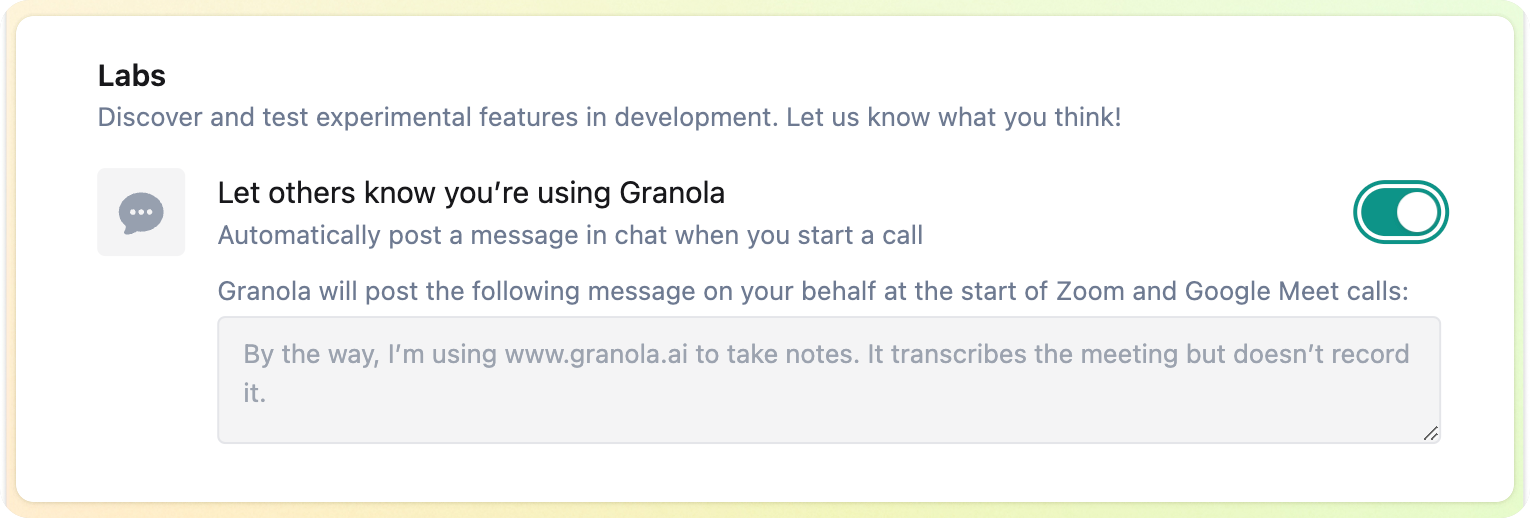 Labs
Discover and test experimental features in development. Let us know what you think!
Let others know you’re using Granola
Automatically post a message in chat when you start a call
Granola will post the following message on your behalf at the start of Zoom and Google Meet calls:
By the way, I’m using www.granola.ai to take notes. It transcribes the meeting but doesn’t record
it.